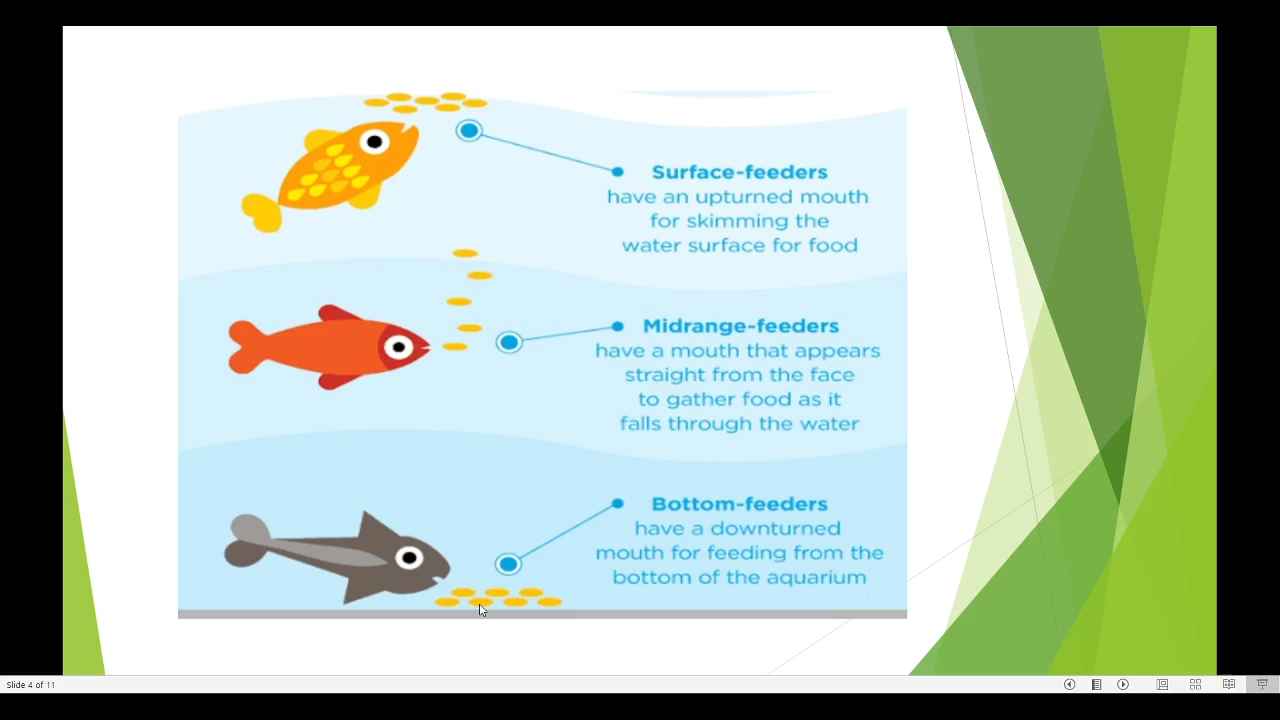 Surface-feeders
have an upturned mouth
for skimming the
water surface for food
Midrange-feeders
have a mouth that appears
straight from the face
to gather food as it
falls through the water
Bottom-feeders
have a downturned
mouth for feeding from the
bottom of the aquarium
Slide 4 of 11